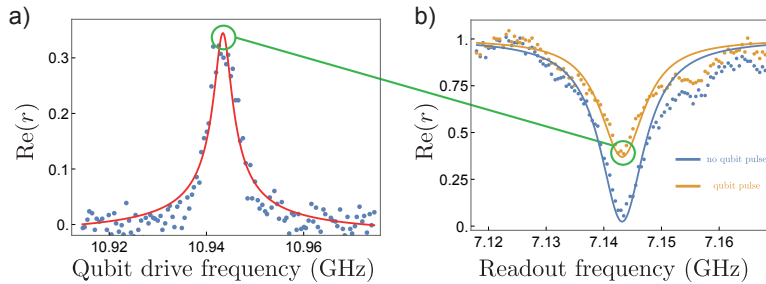 a)
b)
0.3
0.2
0.1
0.
Re(r)
10.92
10.94
10.96
Qubit drive frequency (GHz)
1.
0.75
0.5
0.25
0.
Re(r)
no qubit pulse
qubit pulse
7.12
7.13
7.14
7.15
7.16
Readout frequency (GHz)